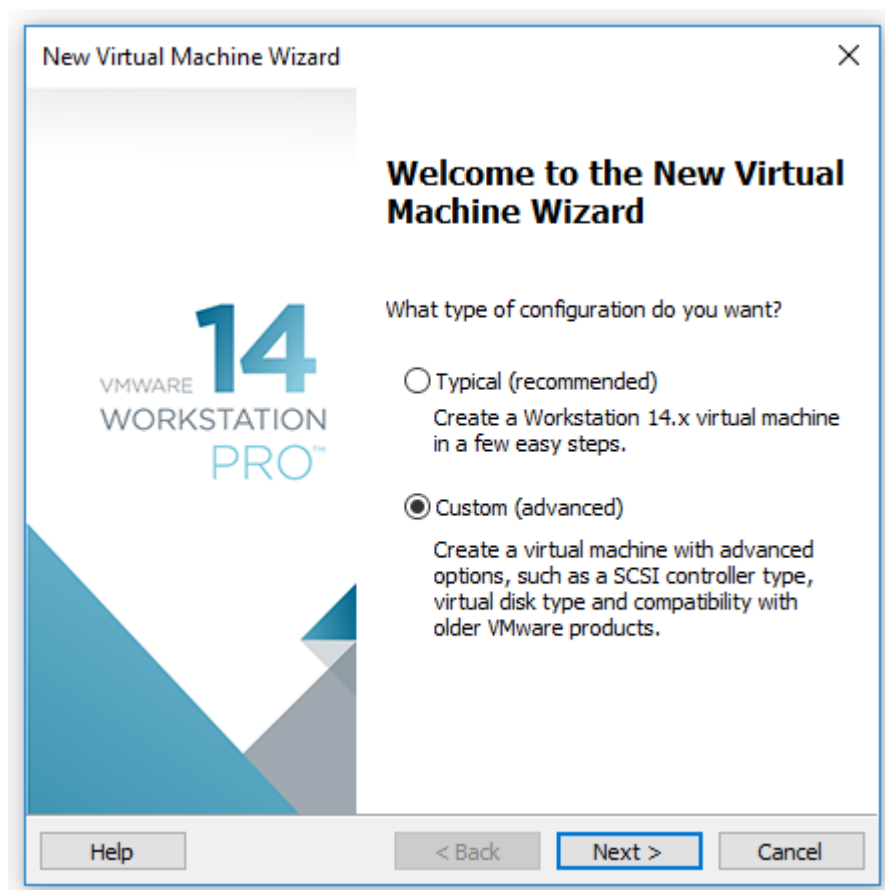 New Virtual Machine Wizard
Welcome to the New Virtual
Machine Wizard
What type of configuration do you want?
Typical (recommended)
Create a Workstation 14.x virtual machine
in a few easy steps.
Custom (advanced)
Create a virtual machine with advanced
options, such as a SCSI controller type,
virtual disk type and compatibility with
older VMware products.
VMWARE 14
WORKSTATION
PRO™
Help
< Back
Next >
Cancel